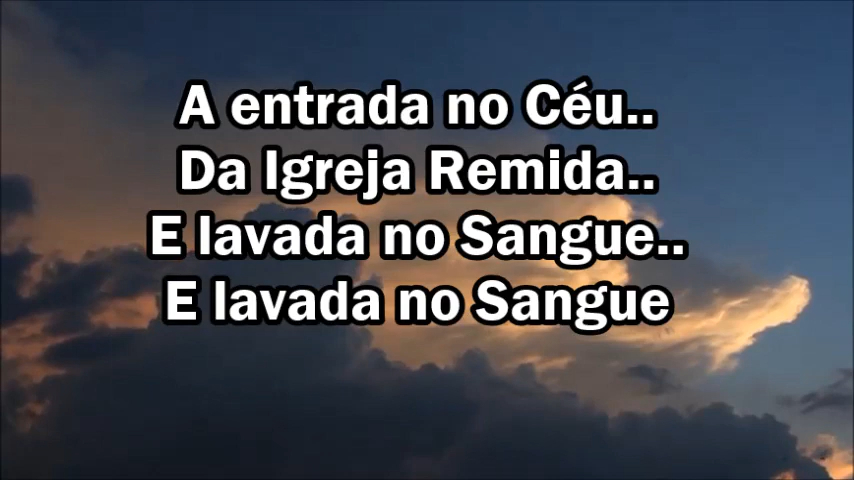 A entrada no Céu..
Da Igreja Remida..
E lavada no Sangue..
E lavada no Sangue